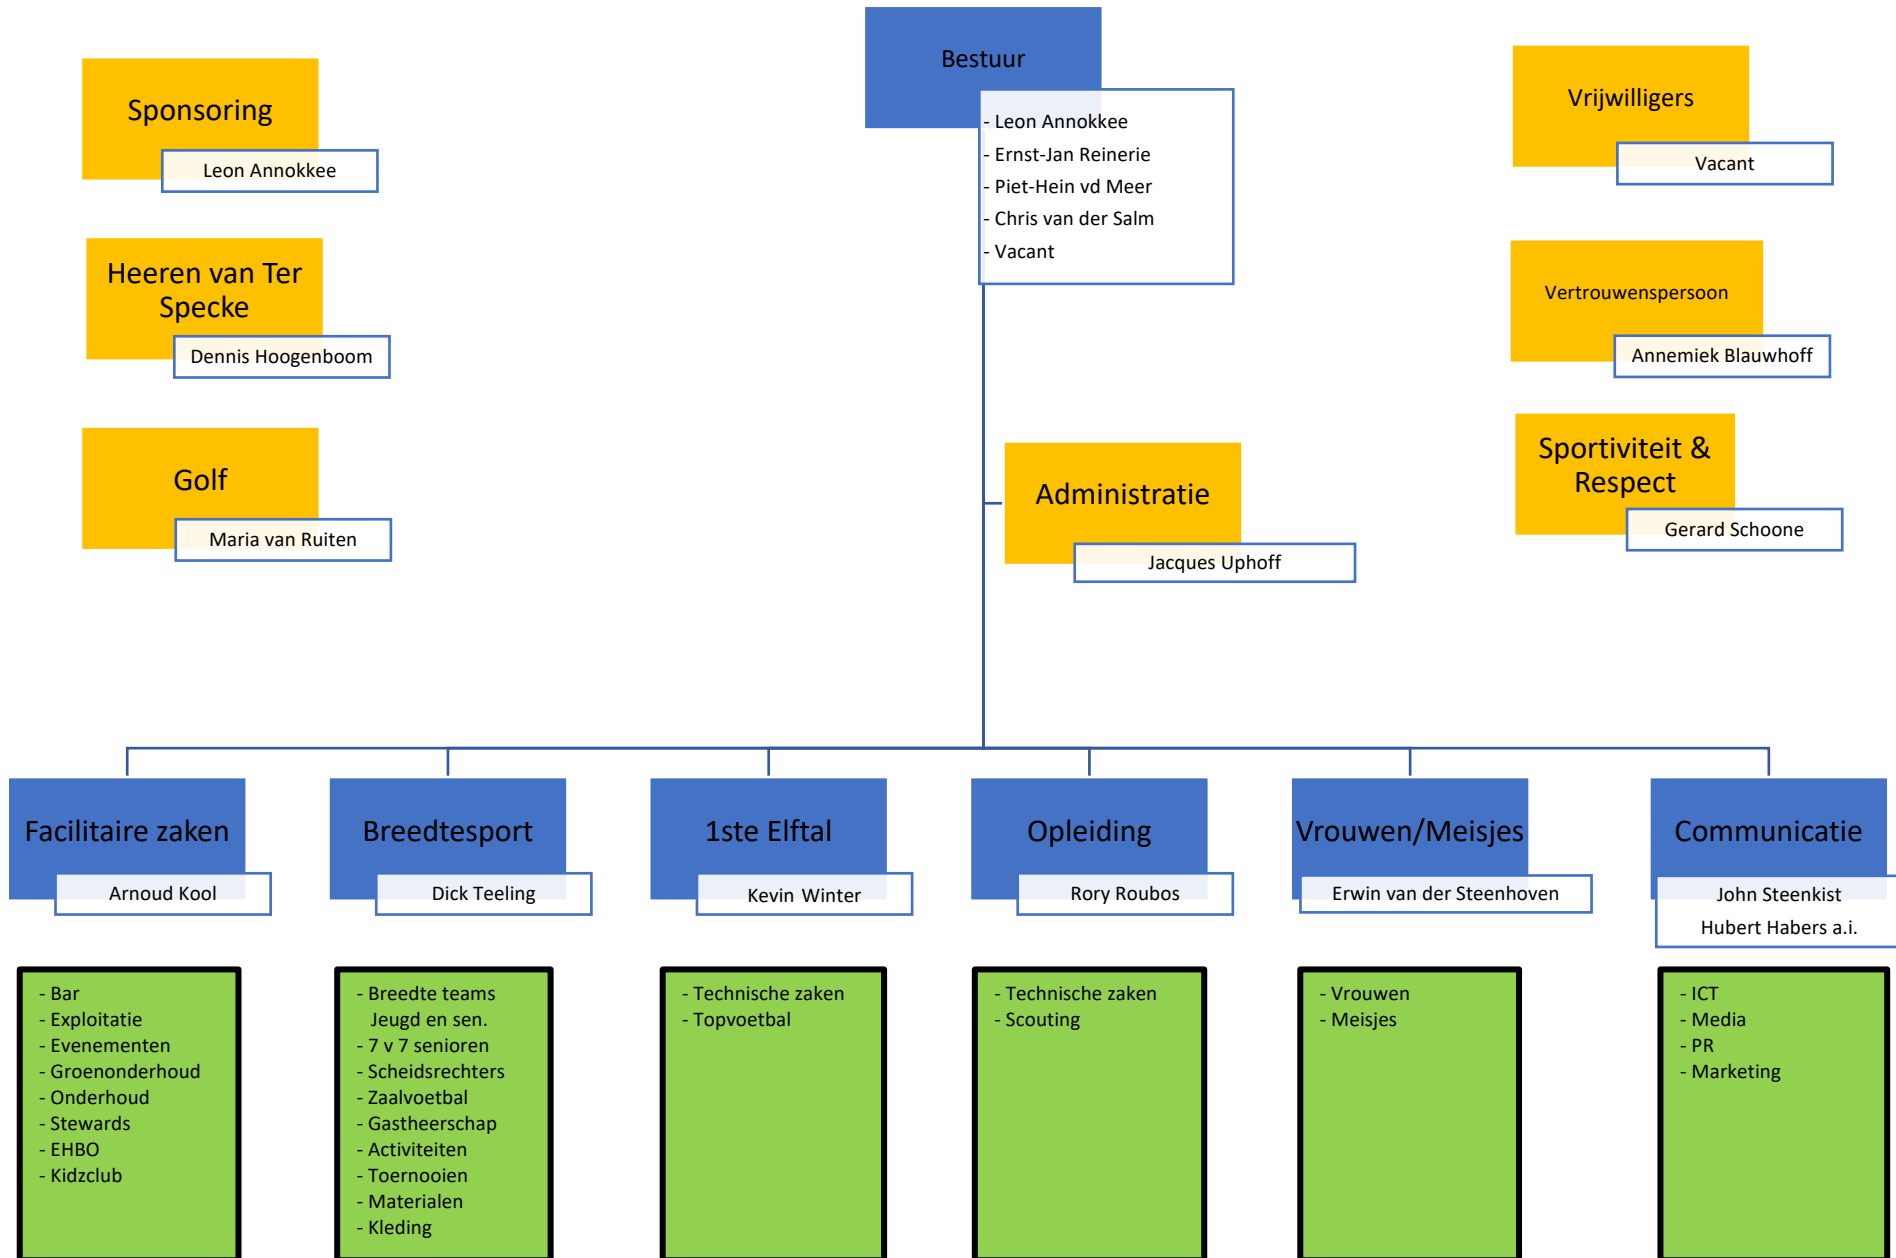 Bestuur
- Leon Annokkee
- Ernst-Jan Reinerie
- Piet-Hein vd Meer
- Chris van der Salm
- Vacant
Sponsoring
Leon Annokkee
Heeren van Ter
Specke
Dennis Hoogenboom
Golf
Maria van Ruiten
Vrijwilligers
Vacant
Vertrouwenspersoon
Annemiek Blauwhoff
Sportiviteit &
Respect
Gerard Schoone
Administratie
Jacques Uphoff
Facilitaire zaken
Arnoud Kool
Breedtesport
Dick Teeling
1ste Elftal
Kevin Winter
Opleiding
Rory Roubos
Vrouwen/Meisjes
Erwin van der Steenhoven
Communicatie
John Steenkist
Hubert Habers a.i.
- Bar
- Exploitatie
- Evenementen
- Groenonderhoud
- Onderhoud
- Stewards
- EHBO
- Kidzclub
- Breedte teams
Jeugd en sen.
- 7 v 7 senioren
- Scheidsrechters
- Zaalvoetbal
- Gastheerschap
- Activiteiten
- Toernooien
- Materialen
- Kleding
- Technische zaken
- Topvoetbal
- Technische zaken
- Scouting
- Vrouwen
- Meisjes
- ICT
- Media
- PR
- Marketing